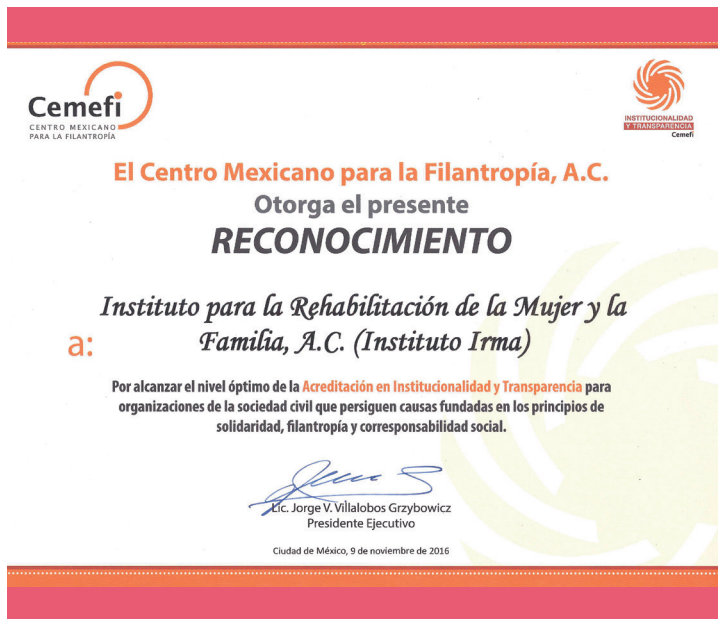 Cemefi
CENTRO MEXICANO
PARA LA FILANTROPÍA
INSTITUCIONALIDAD
Y TRANSPARENCIA
Cemefi
El Centro Mexicano para la Filantropía, A.C.
Otorga el presente
RECONOCIMIENTO
a:
Instituto para la Rehabilitación de la Mujer y la
Familia, A.C. (Instituto Irma)
Por alcanzar el nivel óptimo de la Acreditación en Institucionalidad y Transparencia para
organizaciones de la sociedad civil que persiguen causas fundadas en los principios de
solidaridad, filantropía y corresponsabilidad social.
Lic. Jorge V. Villalobos Grzybowicz
Presidente Ejecutivo
Ciudad de México, 9 de noviembre de 2016